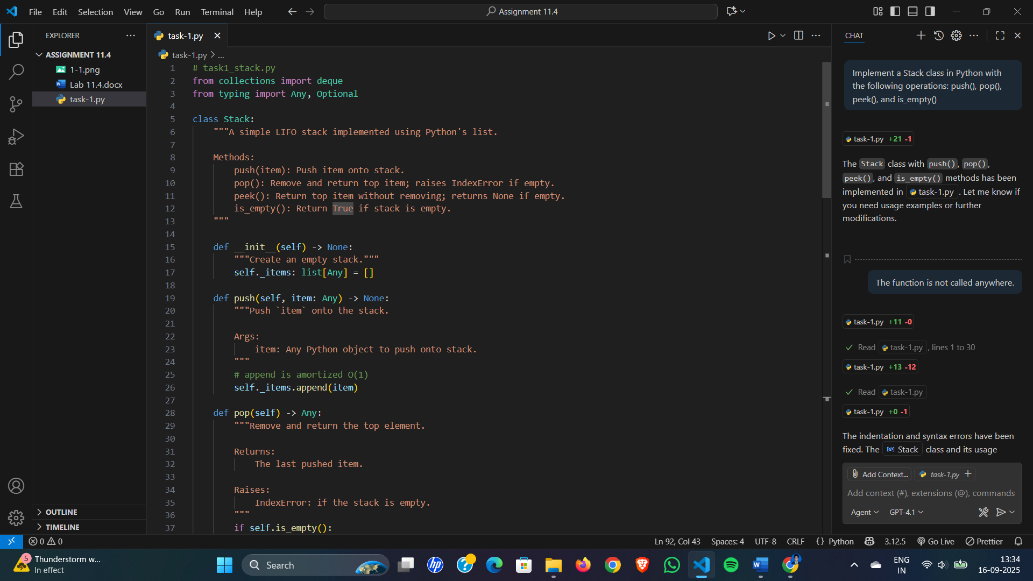 File Edit Selection View Go Run Terminal Help
Assignment 11.4
EXPLORER
ASSIGNMENT 11.4
1-1.png
Lab 11.4.docx
task-1.py
OUTLINE
TIMELINE
task-1.py
task-1.py > ...
1 # task1_stack.py
2 from collections import deque
3 from typing import Any, Optional
4
5 class Stack:
6 """A simple LIFO stack implemented using Python's list.
7
8 Methods:
9 push(item): Push item onto stack.
10 pop(): Remove and return top item; raises IndexError if empty.
11 peek(): Return top item without removing; returns None if empty.
12 is_empty(): Return True if stack is empty.
13 """
14
15 def __init__(self) -> None:
16 """Create an empty stack."""
17 self._items: list[Any] = []
18
19 def push(self, item: Any) -> None:
20 """Push `item` onto the stack.
21
22 Args:
23 item: Any Python object to push onto stack.
24 """
25 # append is amortized O(1)
26 self._items.append(item)
27
28 def pop(self) -> Any:
29 """Remove and return the top element.
30
31 Returns:
32 The last pushed item.
33
34 Raises:
35 IndexError: if the stack is empty.
36 """
37 if self.is_empty():
CHAT
Implement a Stack class in Python with
the following operations: push(), pop(),
peek(), and is_empty()
task-1.py +21 -1
The Stack class with push(), pop(),
peek(), and is_empty() methods has been
implemented in task-1.py . Let me know if
you need usage examples or further
modifications.
The function is not called anywhere.
task-1.py +11 -0
Read task-1.py , lines 1 to 30
task-1.py +13 -12
Read task-1.py
task-1.py +0 -1
The indentation and syntax errors have been
fixed. The Stack class and its usage
Add Context... task-1.py +
Add context (#), extensions (@), commands
Agent GPT 4.1
0 0
Ln 92, Col 43 Spaces: 4 UTF-8 CRLF {} Python 3.12.5 Go Live Prettier
Thunderstorm w...
In effect
Search
ENG
IN
13:34
16-09-2025